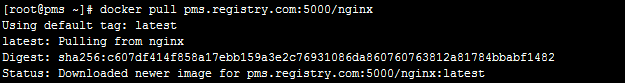 [root@pms ~]# docker pull pms.registry.com:5000/nginx
Using default tag: latest
latest: Pulling from nginx
Digest: sha256:c607df414f858a17ebb159a3e2c76931086da860760763812a81784bbabf1482
Status: Downloaded newer image for pms.registry.com:5000/nginx:latest